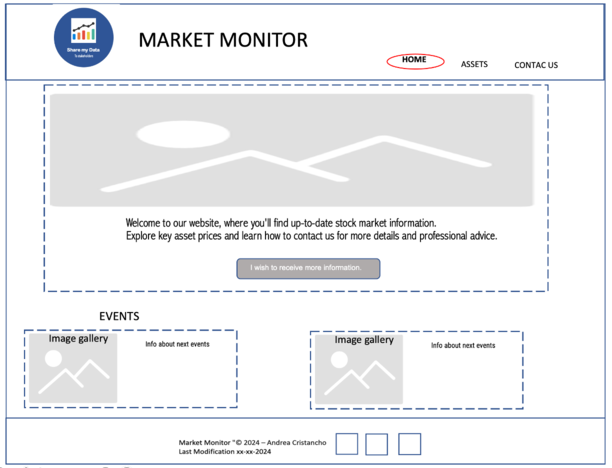 Share my Data
MARKET MONITOR
HOME
ASSETS
CONTAC US
Welcome to our website, where you'll find up-to-date stock market information.
Explore key asset prices and learn how to contact us for more details and professional advice.
I wish to receive more information.
EVENTS
Image gallery
Info about next events
Image gallery
Info about next events
Market Monitor "© 2024 – Andrea Cristancho
Last Modification xx-xx-2024